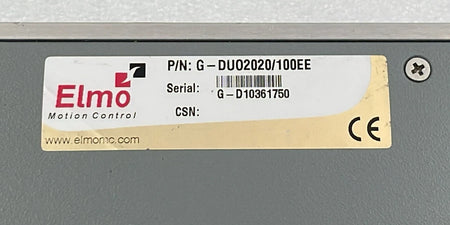 P/N: G-DUO2020/100EE
Serial:
G-D10361750
CSN:
Elmo
Motion Control
www.elmomc.com
CE